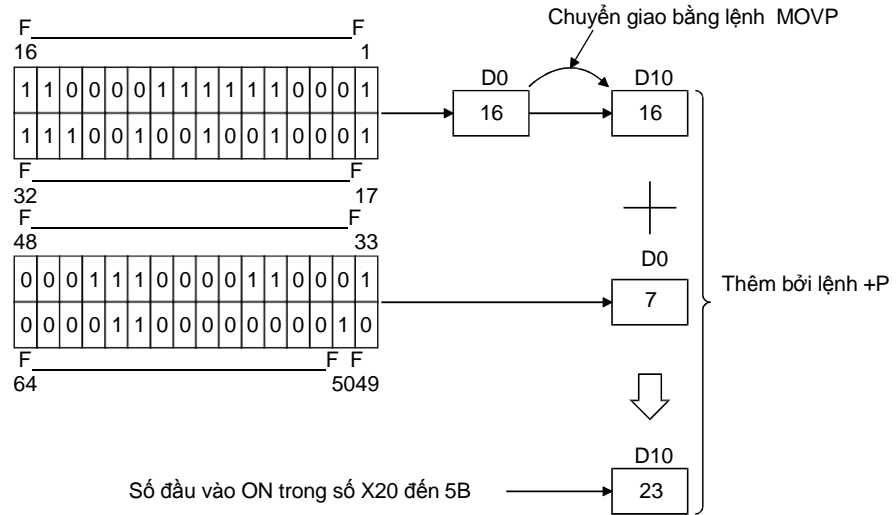 Chuyển giao bằng lệnh MOVP
F F
16 1
D0 D10
1 1 0 0 0 0 1 1 1 1 1 1 0 0 0 1
16 16
1 1 1 0 0 1 0 0 1 0 0 1 0 0 0 1
F F
32 17
F F
48 33
D0
0 0 0 1 1 1 0 0 0 0 1 1 0 0 0 1
7
Thêm bởi lệnh +P
0 0 0 0 1 1 0 0 0 0 0 0 0 0 1 0
F F F
64 5049
D10
Số đầu vào ON trong số X20 đến 5B
23